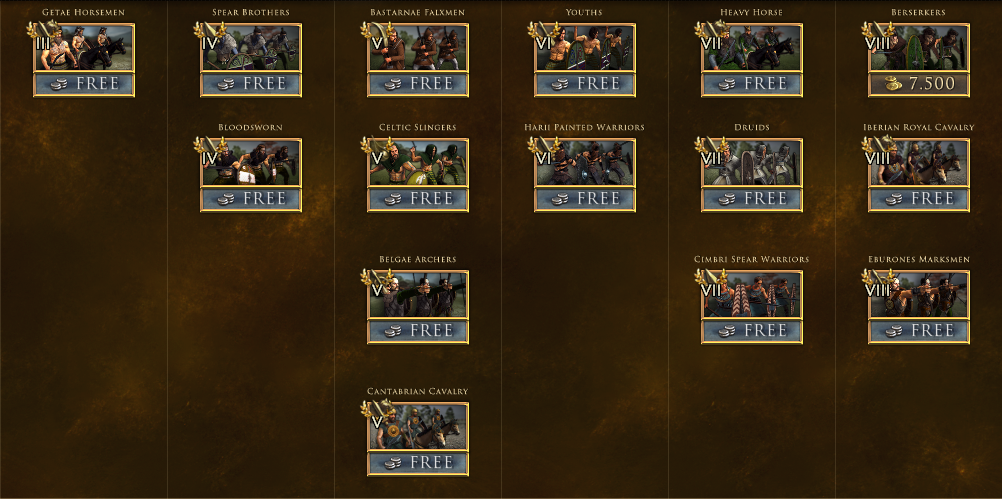 GETAE HORSEMEN
SPEAR BROTHERS
BASTARNAE FALXMEN
YOUTHS
HEAVY HORSE
BERSERKERS
III
IV
V
VI
VII
VIII
FREE
FREE
FREE
FREE
FREE
7.500
BLOODSWORN
CELTIC SLINGERS
HARII PAINTED WARRIORS
DRUIDS
IBERIAN ROYAL CAVALRY
IV
V
VI
VII
VIII
FREE
FREE
FREE
FREE
FREE
BELGAE ARCHERS
CIMBRI SPEAR WARRIORS
EBURONES MARKSMEN
V
VII
VIII
FREE
FREE
FREE
CANTABRIAN CAVALRY
V
FREE